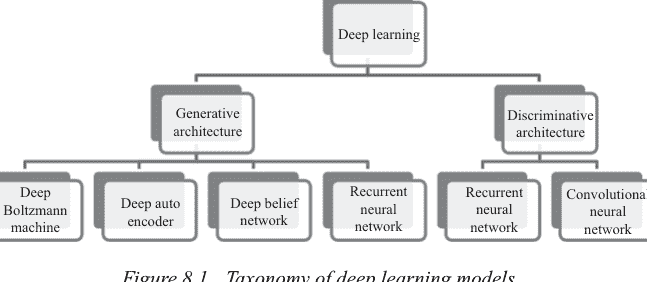 Deep learning
Generative
architecture
Discriminative
architecture
Deep
Boltzmann
machine
Deep auto
encoder
Deep belief
network
Recurrent
neural
network
Recurrent
neural
network
Convolutional
neural
network
Figure 8.1 Taxonomy of deep learning models